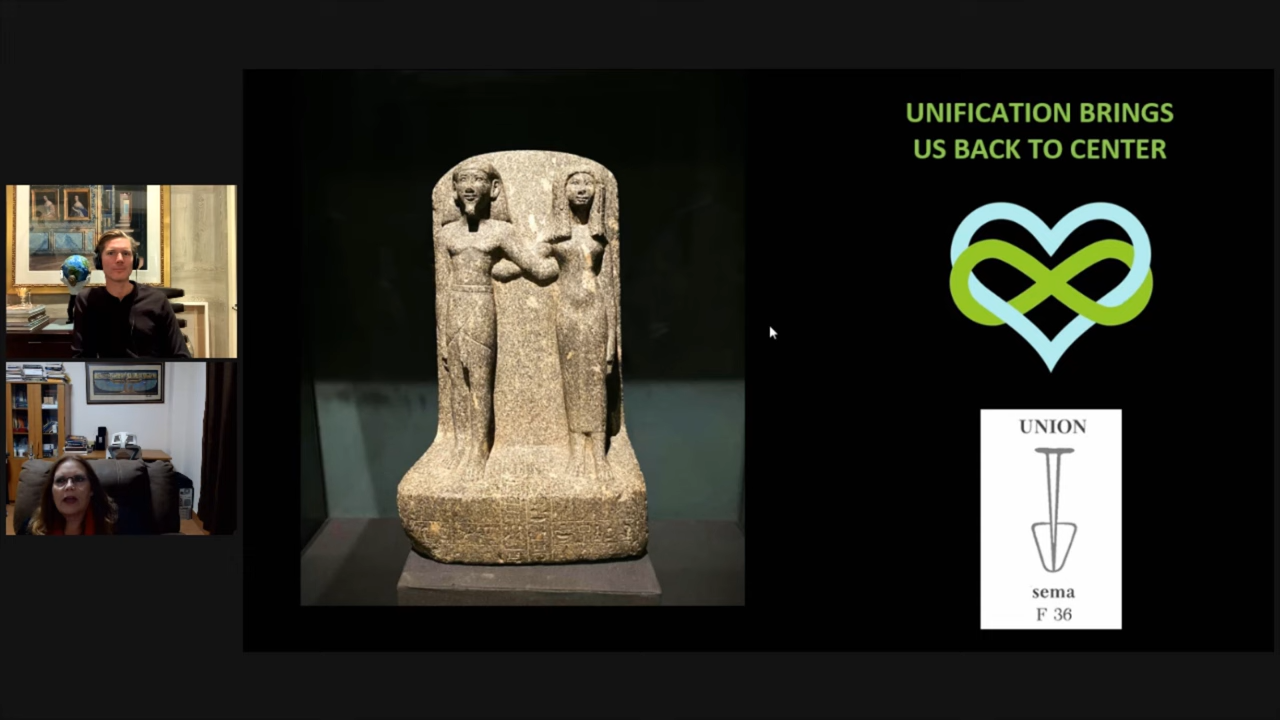 UNIFICATION BRINGS
US BACK TO CENTER
UNION
sema
F 36